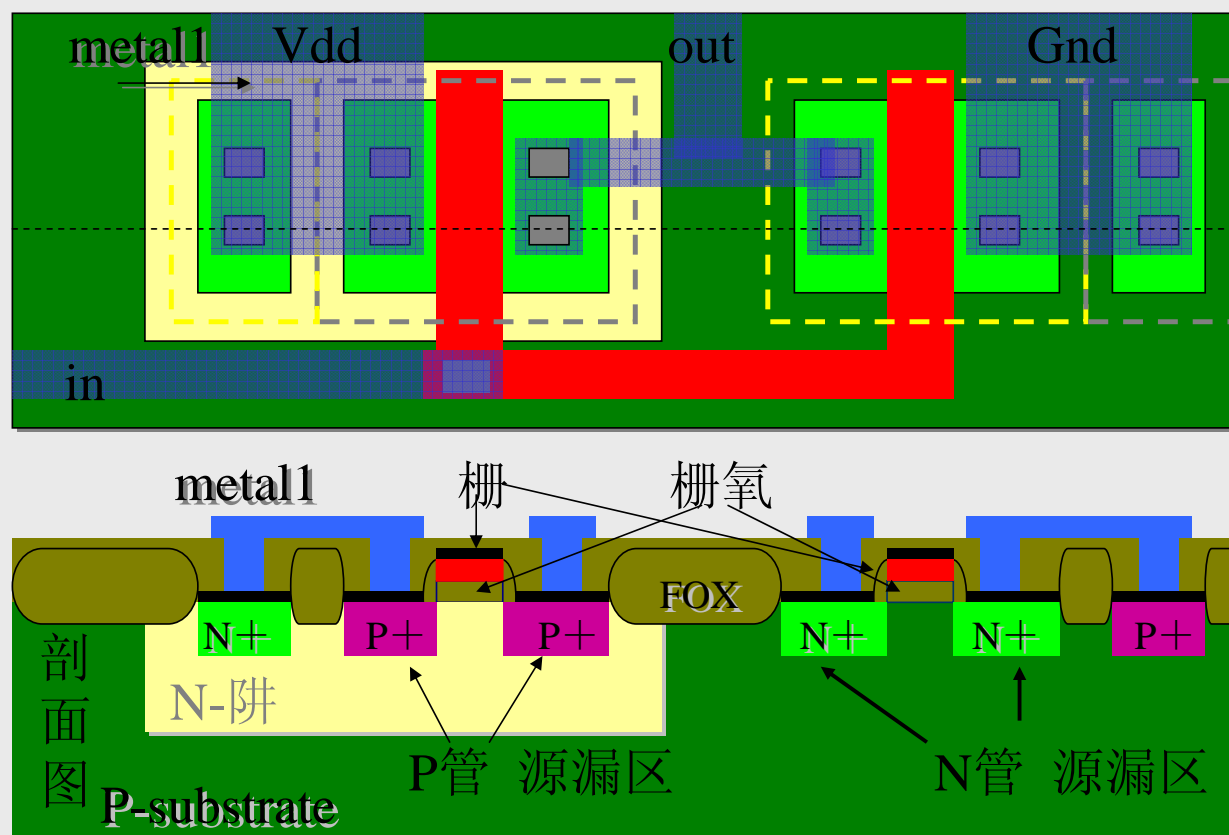 metal1 Vdd out Gnd
in
metal1 栅 栅氧
FOX
N+ P+ P+ N+ N+ P+
剖面图
N-阱
P管 源漏区 N管 源漏区
P-substrate